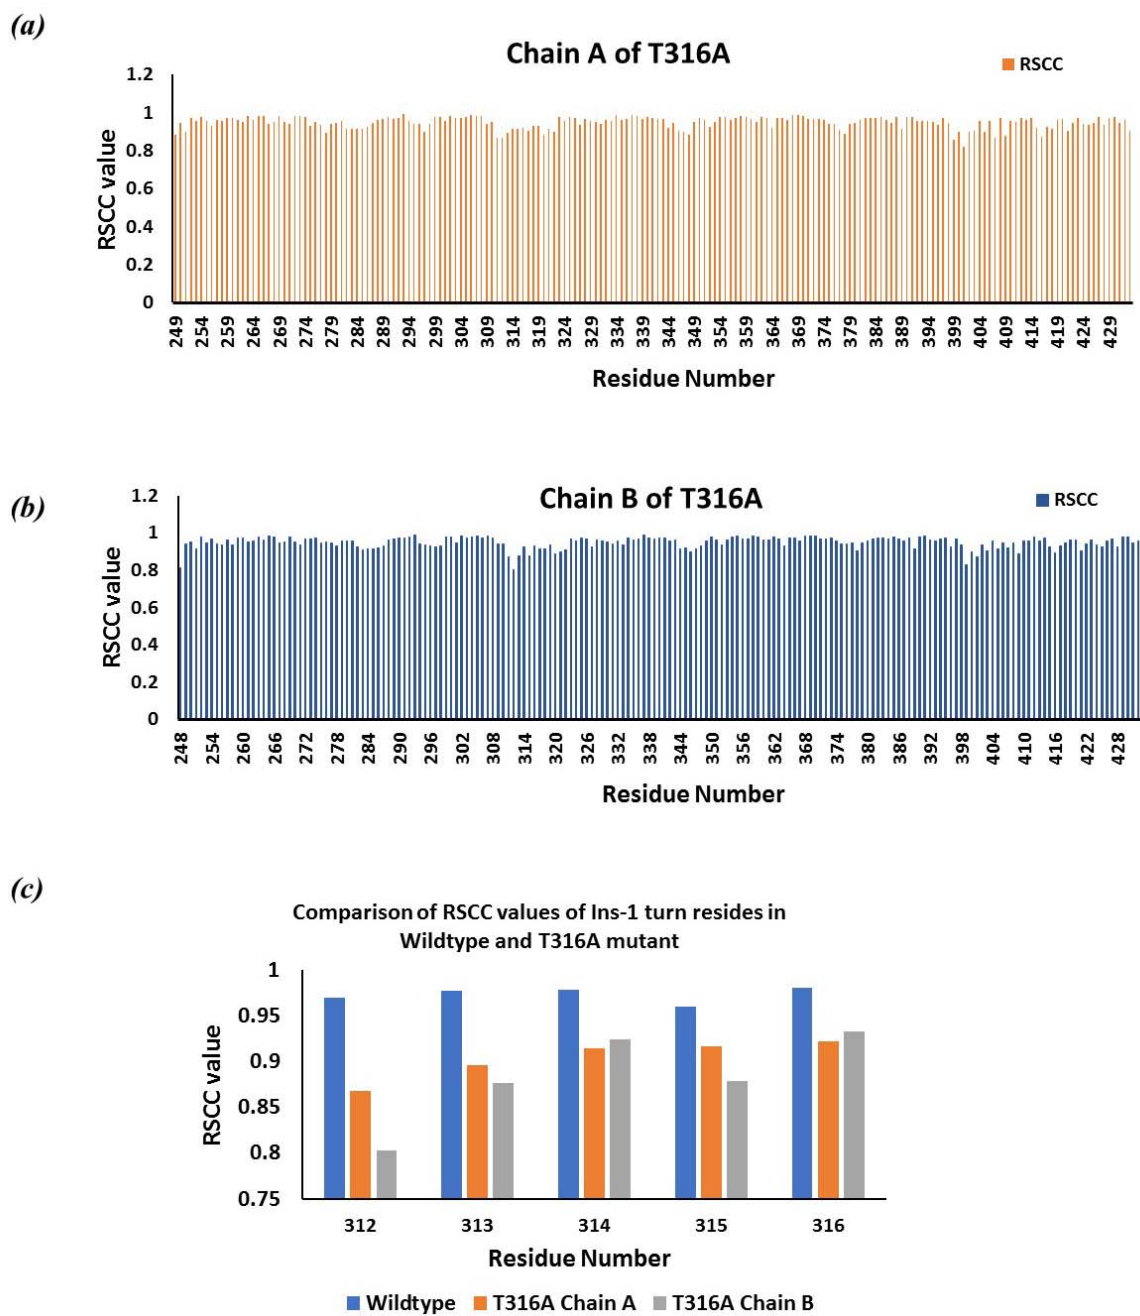 (a)
Chain A of T316A
RSCC
RSCC value
1.2
1
0.8
0.6
0.4
0.2
0
249 254 259 264 269 274 279 284 289 294 299 304 309 314 319 324 329 334 339 344 349 354 359 364 369 374 379 384 389 394 399 404 409 414 419 424 429
Residue Number
(b)
Chain B of T316A
RSCC
RSCC value
1.2
1
0.8
0.6
0.4
0.2
0
248 254 260 266 272 278 284 290 296 302 308 314 320 326 332 338 344 350 356 362 368 374 380 386 392 398 404 410 416 422 428
Residue Number
(c)
Comparison of RSCC values of Ins-1 turn resides in
Wildtype and T316A mutant
RSCC value
1
0.95
0.9
0.85
0.8
0.75
312 313 314 315 316
Residue Number
Wildtype T316A Chain A T316A Chain B